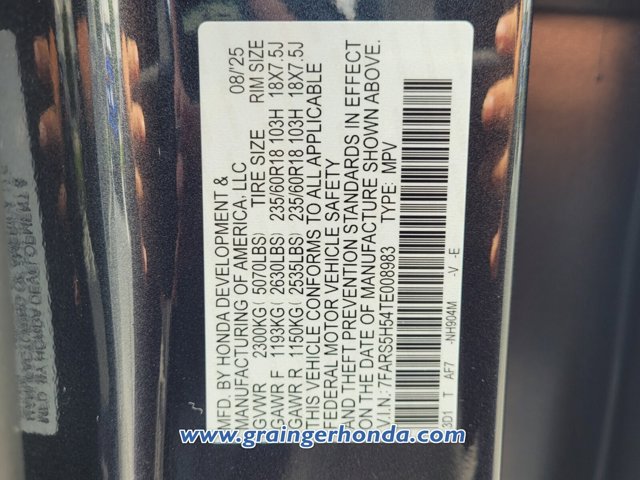 MFD. BY HONDA DEVELOPMENT &
MANUFACTURING OF AMERICA, LLC 08/'25
GVWR 2300KG( 5070LBS) TIRE SIZE RIM SIZE
GAWR F 1193KG( 2630LBS) 235/60R18 103H 18X7.5J
GAWR R 1150KG( 2535LBS) 235/60R18 103H 18X7.5J
THIS VEHICLE CONFORMS TO ALL APPLICABLE
FEDERAL MOTOR VEHICLE SAFETY
AND THEFT PREVENTION STANDARDS IN EFFECT
ON THE DATE OF MANUFACTURE SHOWN ABOVE.
V.I.N.: 7FARS5H54TE008983 TYPE: MPV
3D1 T AF7 -NH904M -V -E
www.graingerhonda.com